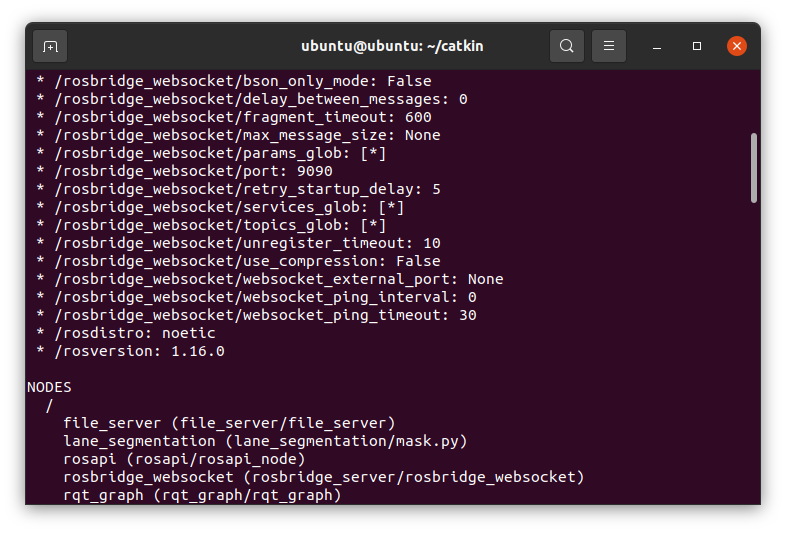 ubuntu@ubuntu: ~/catkin
* /rosbridge_websocket/bson_only_mode: False
* /rosbridge_websocket/delay_between_messages: 0
* /rosbridge_websocket/fragment_timeout: 600
* /rosbridge_websocket/max_message_size: None
* /rosbridge_websocket/params_glob: [*]
* /rosbridge_websocket/port: 9090
* /rosbridge_websocket/retry_startup_delay: 5
* /rosbridge_websocket/services_glob: [*]
* /rosbridge_websocket/topics_glob: [*]
* /rosbridge_websocket/unregister_timeout: 10
* /rosbridge_websocket/use_compression: False
* /rosbridge_websocket/websocket_external_port: None
* /rosbridge_websocket/websocket_ping_interval: 0
* /rosbridge_websocket/websocket_ping_timeout: 30
* /rosdistro: noetic
* /rosversion: 1.16.0
NODES
/
file_server (file_server/file_server)
lane_segmentation (lane_segmentation/mask.py)
rosapi (rosapi/rosapi_node)
rosbridge_websocket (rosbridge_server/rosbridge_websocket)
rqt_graph (rqt_graph/rqt_graph)